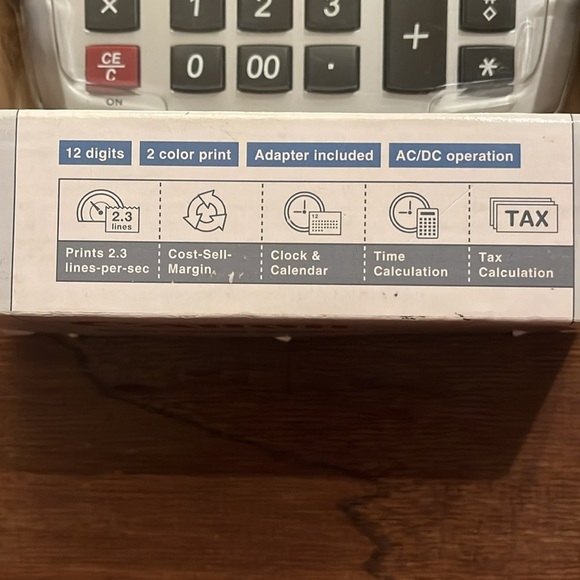 × 1 2 3 +
CE
C
0 00 . *
ON
12 digits 2 color print Adapter included AC/DC operation
2.3
lines
12
TAX
Prints 2.3
lines-per-sec
Cost-Sell-
Margin
Clock &
Calendar
Time
Calculation
Tax
Calculation